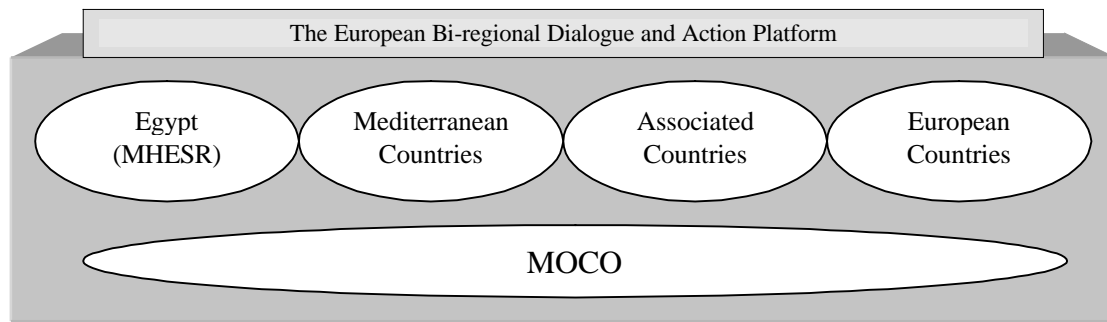 The European Bi-regional Dialogue and Action Platform
Egypt
(MHESR)
Mediterranean
Countries
Associated
Countries
European
Countries
MOCO